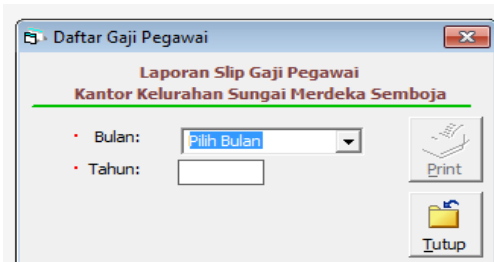 Daftar Gaji Pegawai
Laporan Slip Gaji Pegawai
Kantor Kelurahan Sungai Merdeka Semboja
Bulan: Pilih Bulan
Print
Tahun:
Tutup